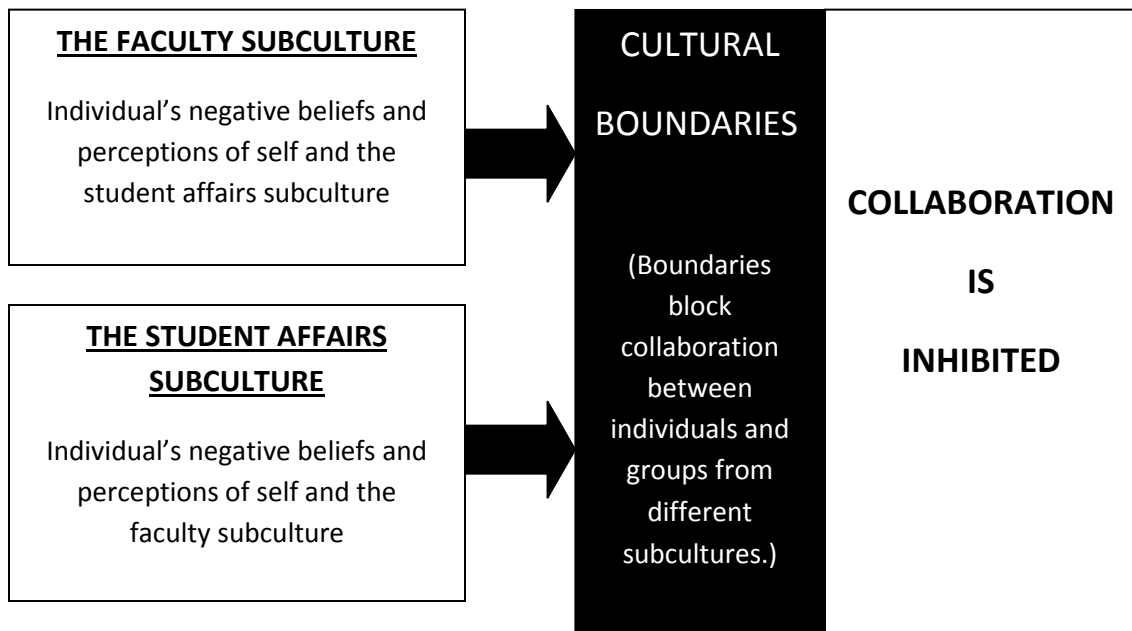 THE FACULTY SUBCULTURE
Individual’s negative beliefs and
perceptions of self and the
student affairs subculture
THE STUDENT AFFAIRS
SUBCULTURE
Individual’s negative beliefs and
perceptions of self and the
faculty subculture
CULTURAL
BOUNDARIES
(Boundaries
block
collaboration
between
individuals and
groups from
different
subcultures.)
COLLABORATION
IS
INHIBITED